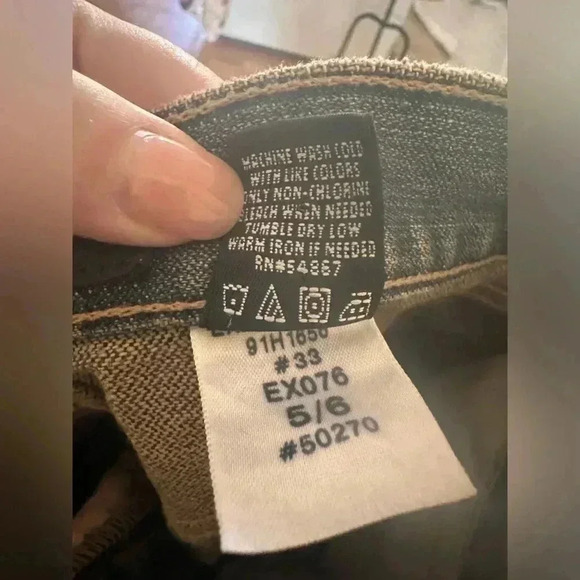 MACHINE WASH COLD
WITH LIKE COLORS
ONLY NON-CHLORINE
BLEACH WHEN NEEDED
TUMBLE DRY LOW
WARM IRON IF NEEDED
RN#54867
91H1656
#33
EX076
5/6
#50270